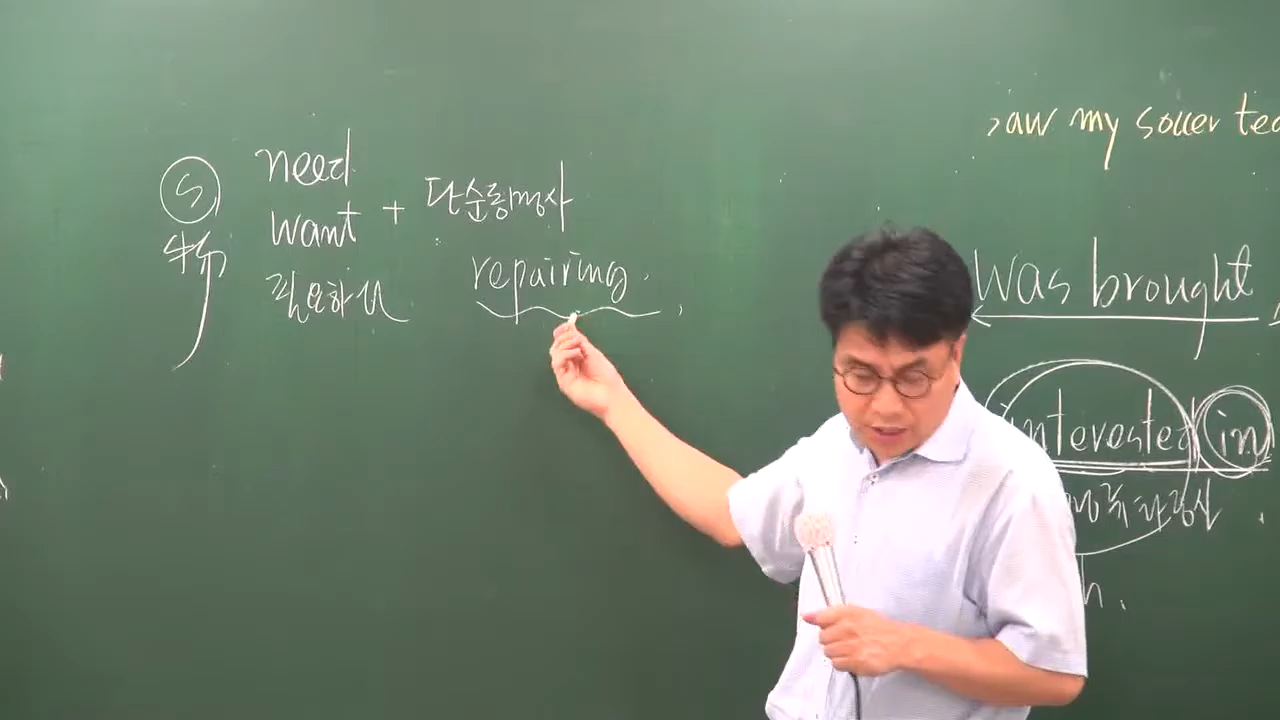 S need
want + 단순동명사
物
필요하다
repairing.
saw my soccer tea
was brought
interested in
h.